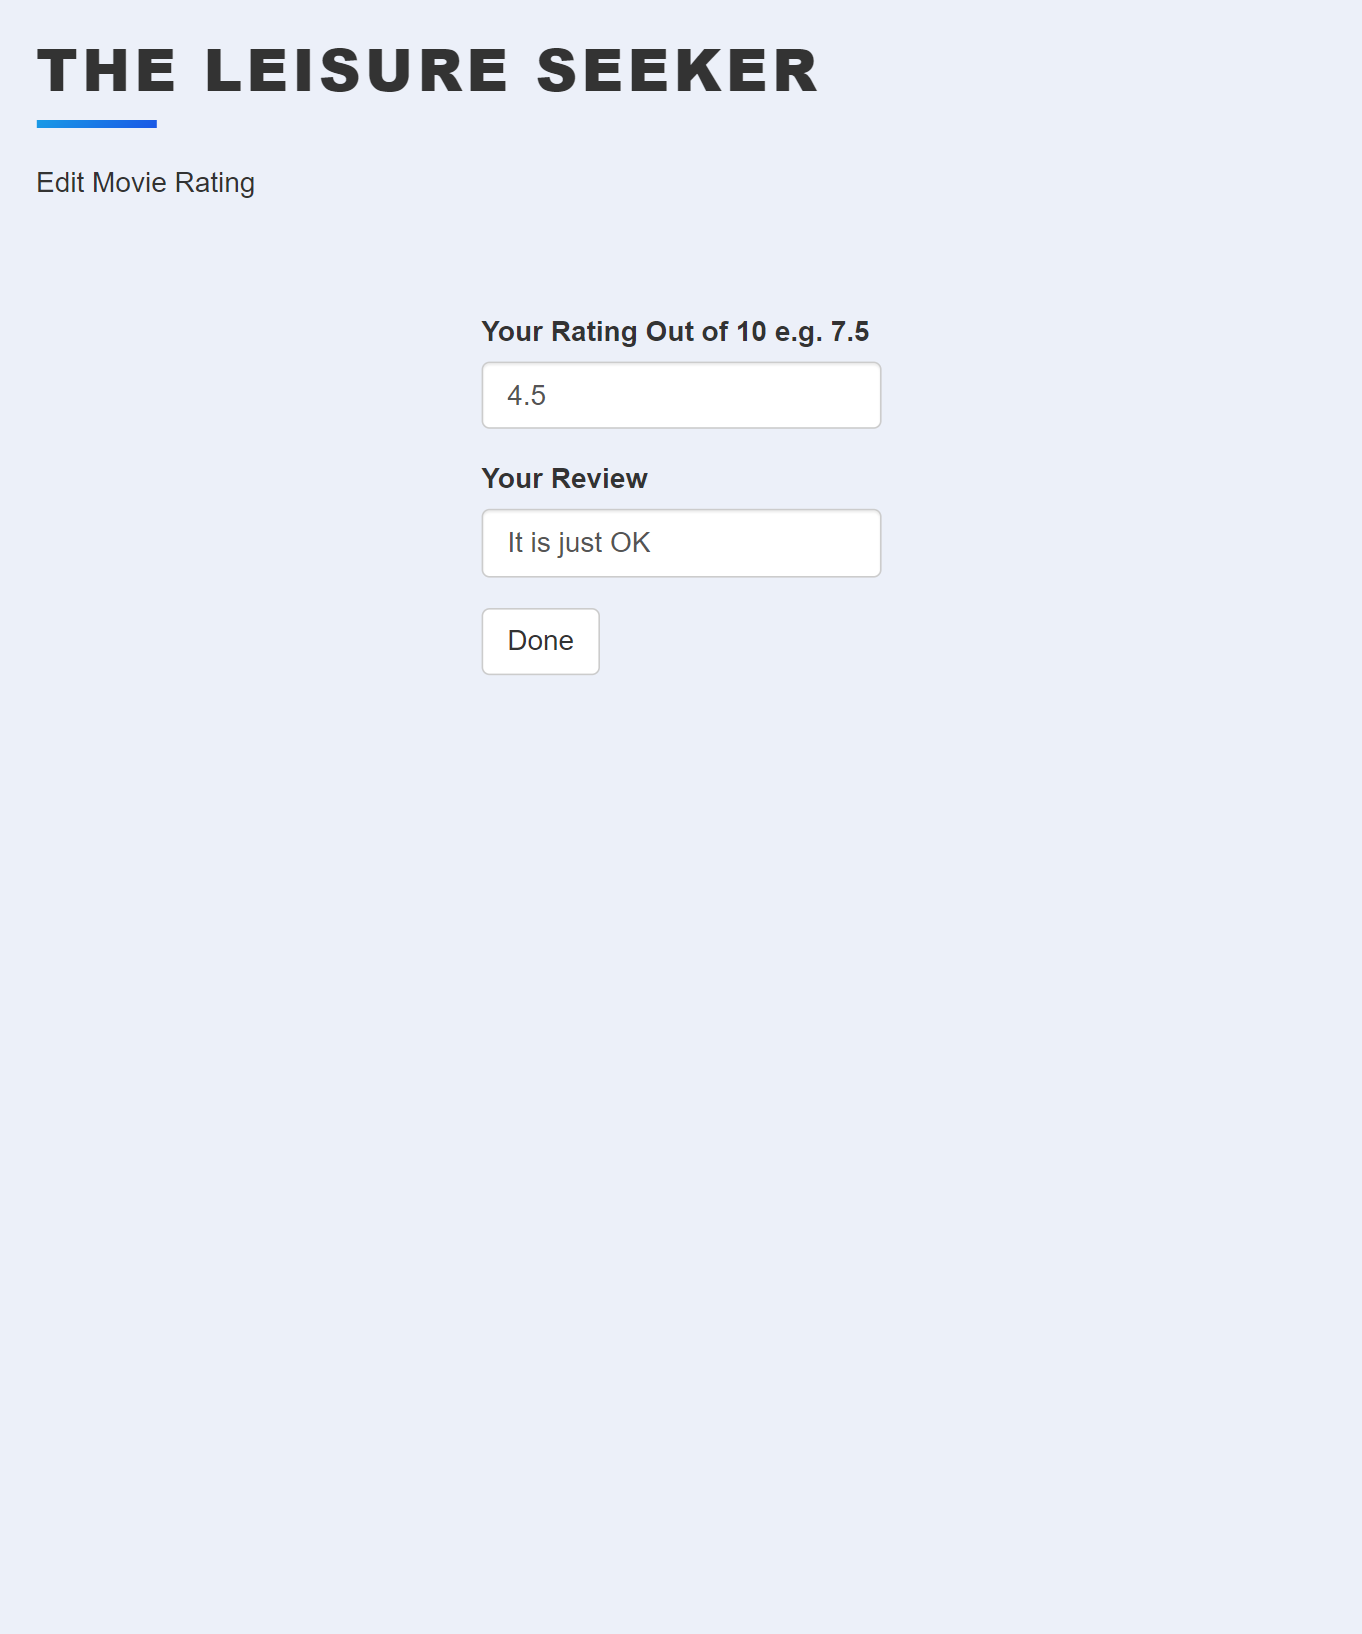 THE LEISURE SEEKER
Edit Movie Rating
Your Rating Out of 10 e.g. 7.5
4.5
Your Review
It is just OK
Done